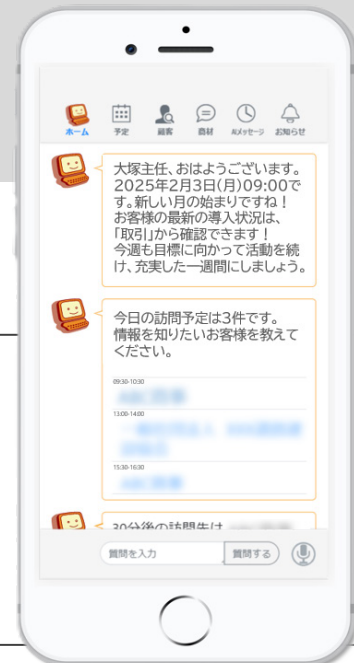 ホーム 予定 顧客 商材 AIメッセージ お知らせ
大塚主任、おはようございます。
2025年2月3日(月)09:00で
す。新しい月の始まりですね！
お客様の最新の導入状況は、
「取引」から確認できます！
今週も目標に向かって活動を続
け、充実した一週間にしましょう。
今日の訪問予定は3件です。
情報を知りたいお客様を教えて
ください。
09:30-10:30
13:00-14:00
15:30-16:30
30分後の訪問先は
質問を入力 質問する